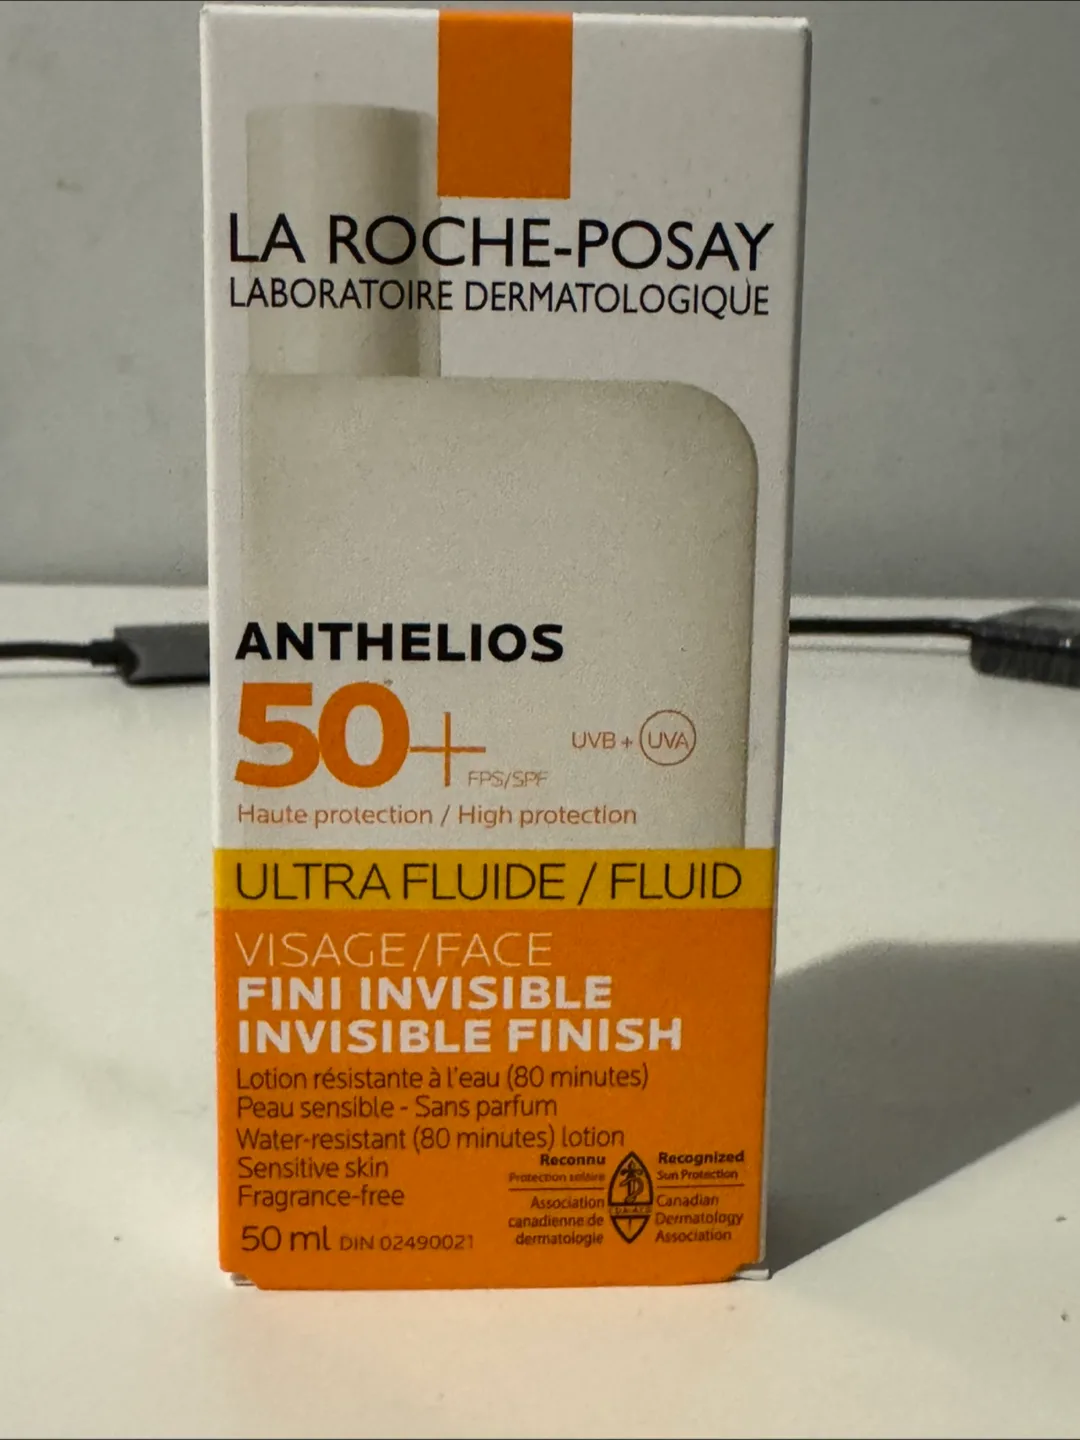 LA ROCHE-POSAY
LABORATOIRE DERMATOLOGIQUE
ANTHELIOS
50+
FPS/SPF
UVB + UVA
Haute protection / High protection
ULTRA FLUIDE / FLUID
VISAGE/FACE
FINI INVISIBLE
INVISIBLE FINISH
Lotion résistante à l'eau (80 minutes)
Peau sensible - Sans parfum
Water-resistant (80 minutes) lotion
Sensitive skin
Fragrance-free
50 ml DIN 02490021
Reconnu
Protection solaire
Association
canadienne de
dermatologie
Recognized
Sun Protection
Canadian
Dermatology
Association